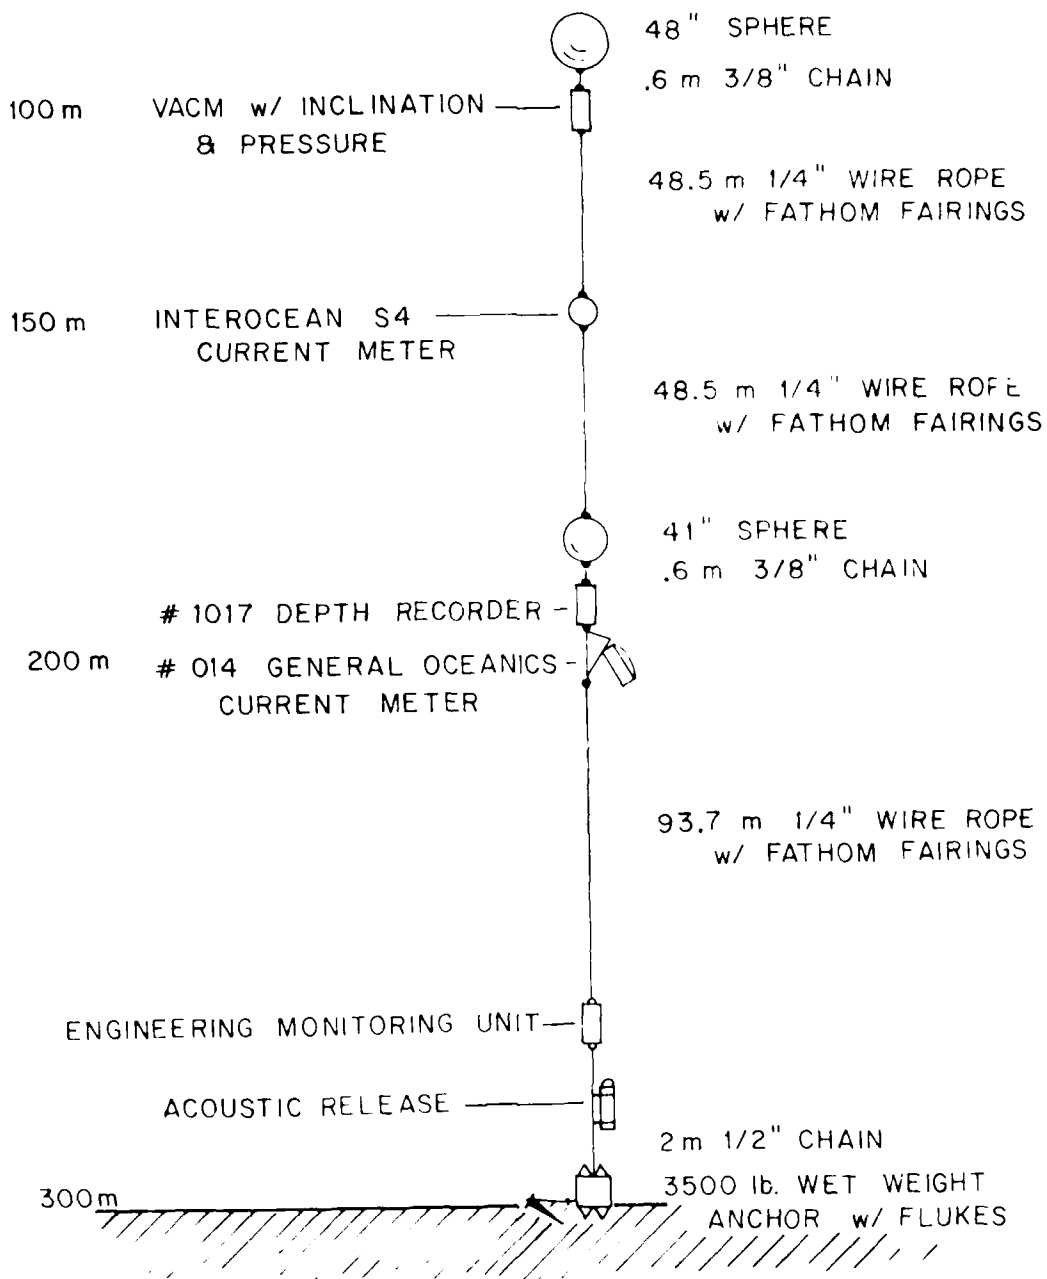 48" SPHERE
.6 m 3/8" CHAIN
100 m VACM w/ INCLINATION
& PRESSURE
48.5 m 1/4" WIRE ROPE
w/ FATHOM FAIRINGS
150 m INTEROCEAN S4
CURRENT METER
48.5 m 1/4" WIRE ROPE
w/ FATHOM FAIRINGS
41" SPHERE
.6 m 3/8" CHAIN
# 1017 DEPTH RECORDER
200 m # 014 GENERAL OCEANICS
CURRENT METER
93.7 m 1/4" WIRE ROPE
w/ FATHOM FAIRINGS
ENGINEERING MONITORING UNIT
ACOUSTIC RELEASE
2 m 1/2" CHAIN
300 m 3500 lb. WET WEIGHT
ANCHOR w/ FLUKES